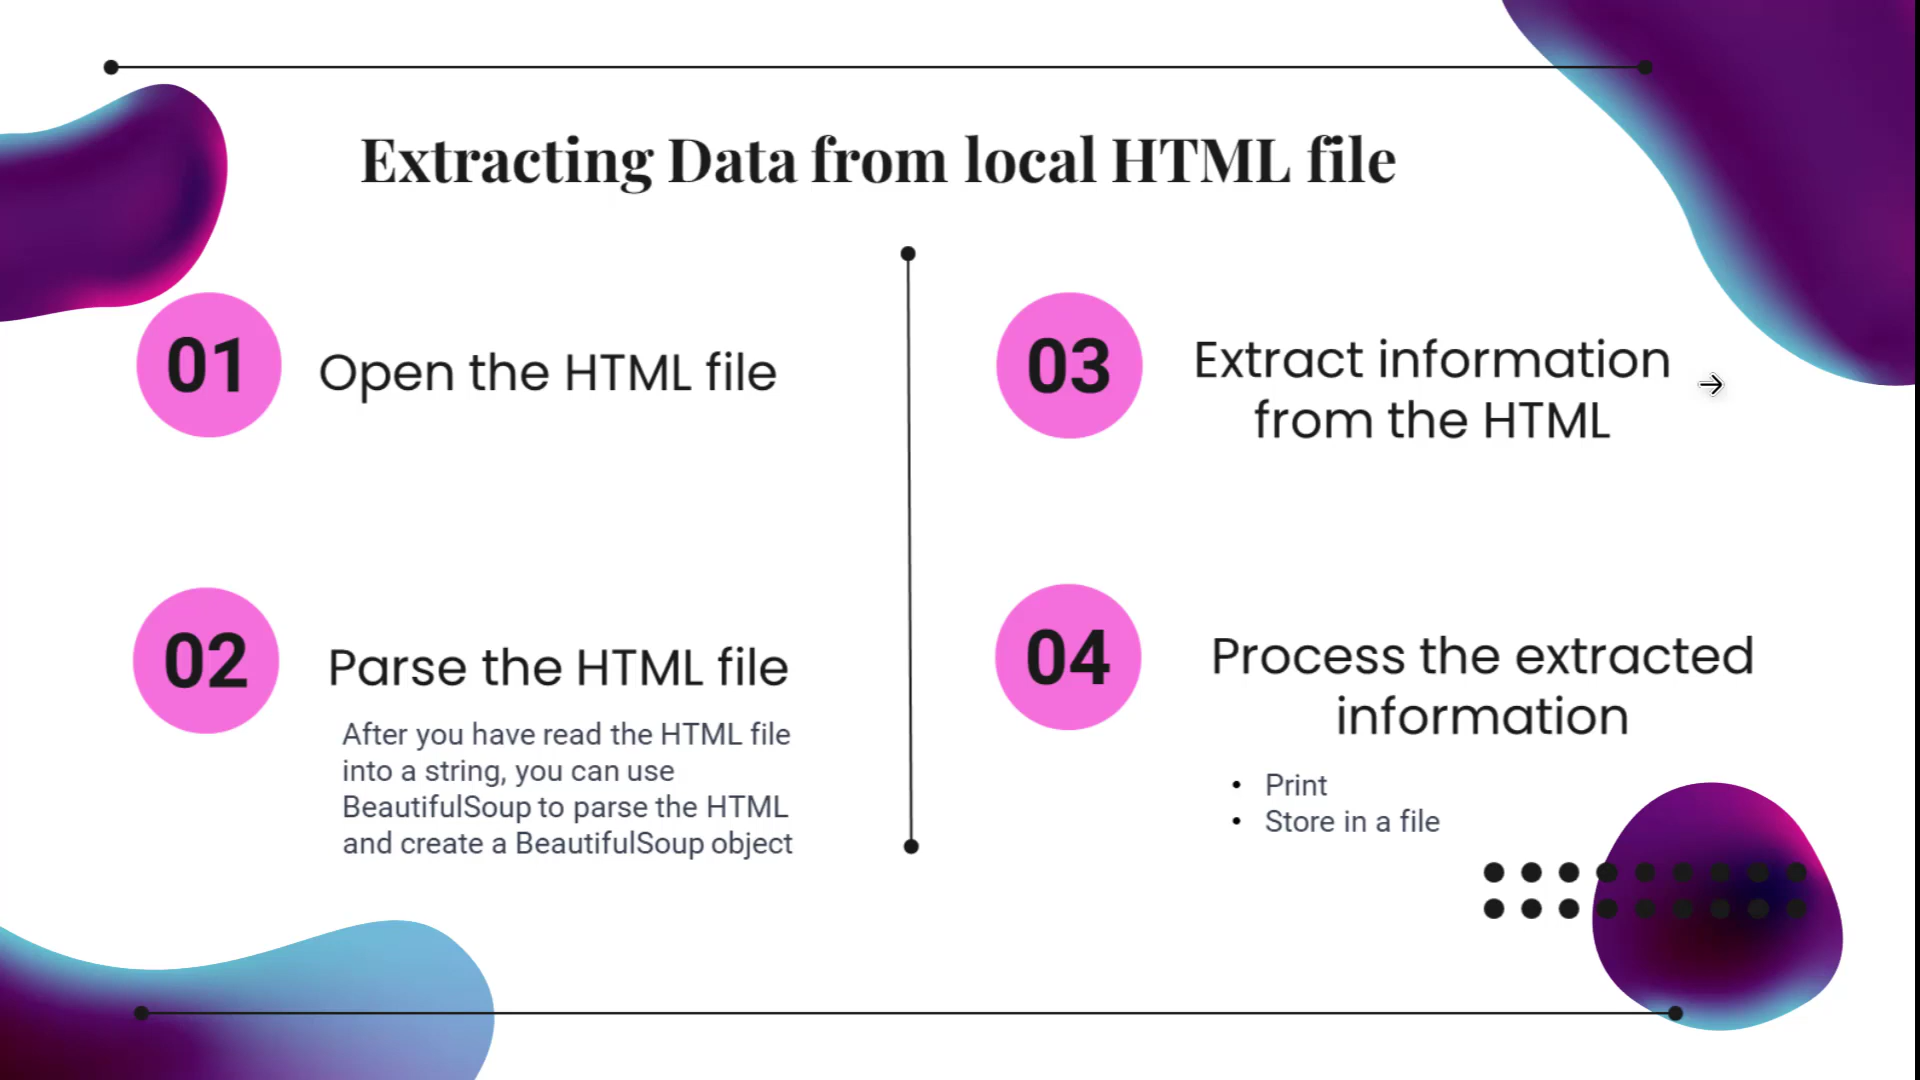 Extracting Data from local HTML file
01
Open the HTML file
02
Parse the HTML file
After you have read the HTML file
into a string, you can use
BeautifulSoup to parse the HTML
and create a BeautifulSoup object
03
Extract information
from the HTML
04
Process the extracted
information
• Print
• Store in a file